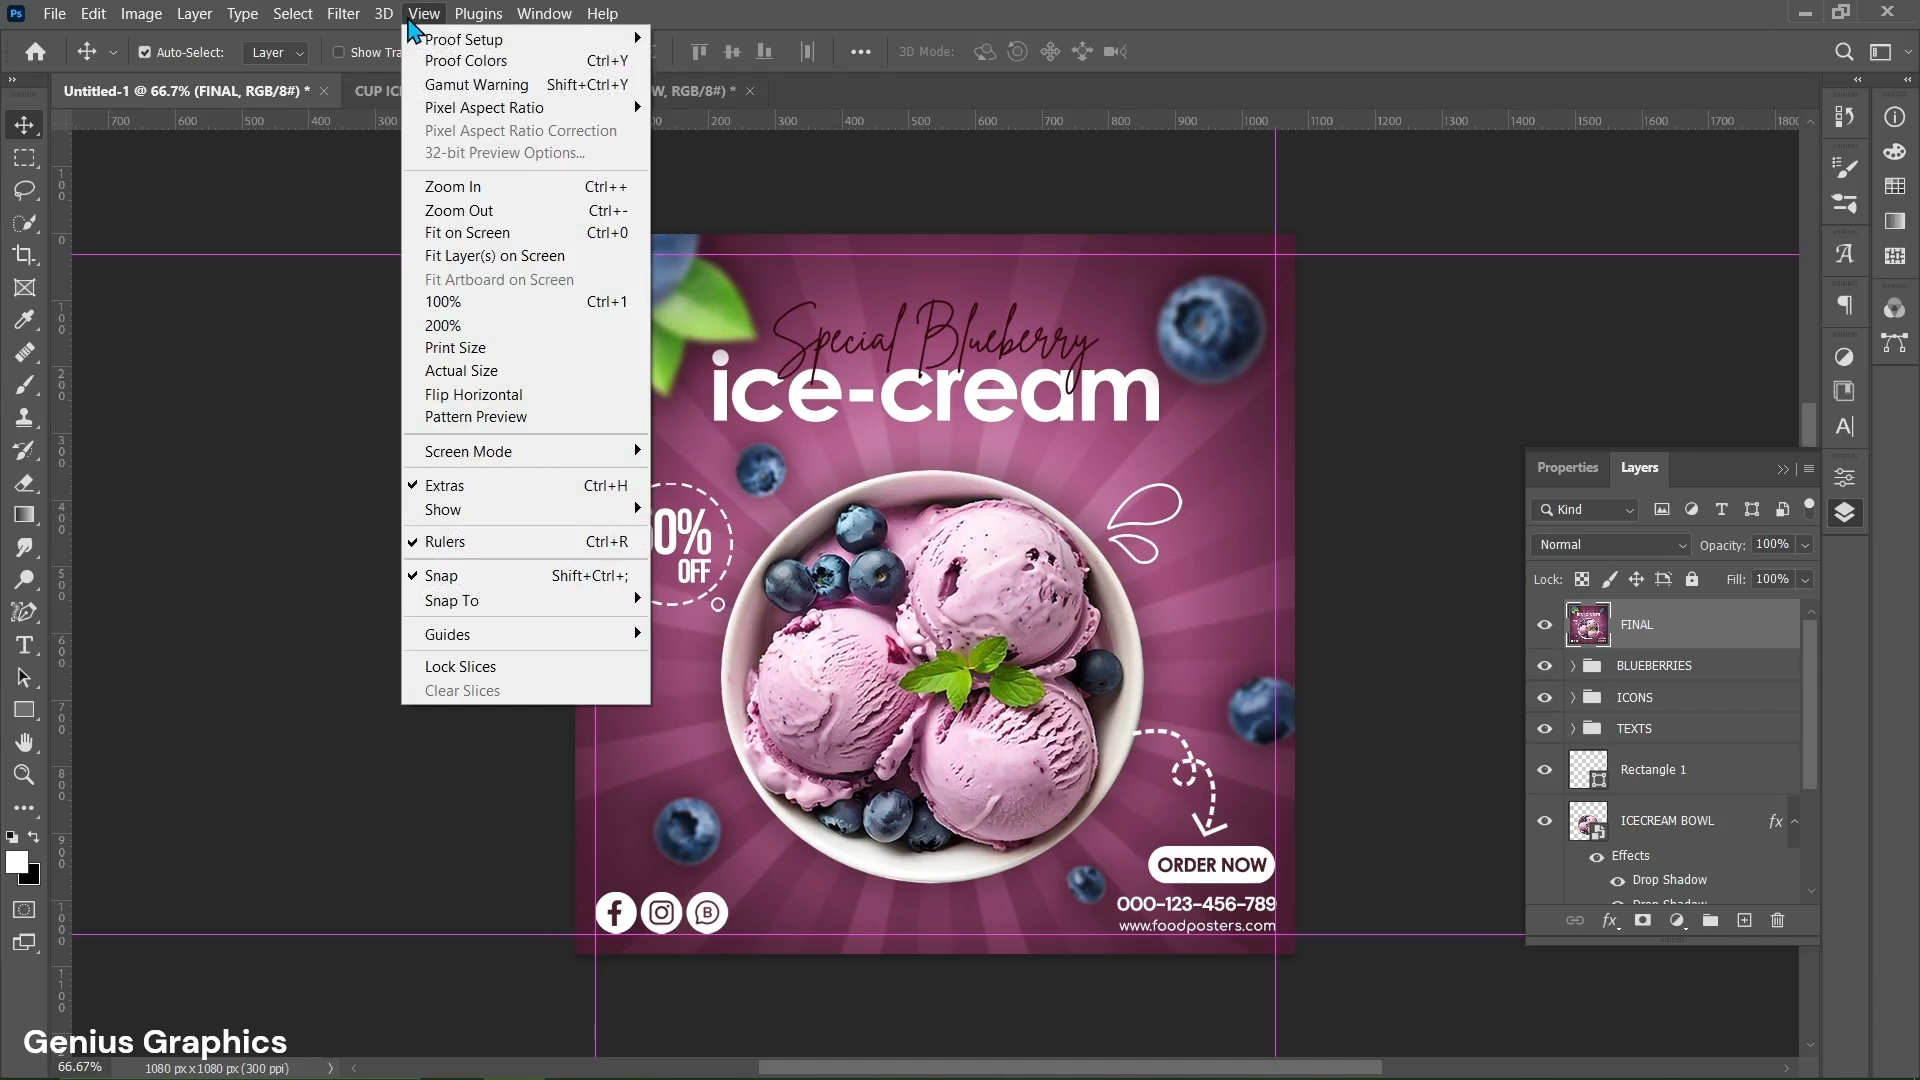 File Edit Image Layer Type Select Filter 3D View Plugins Window Help
Auto-Select: Layer Show Tra 3D Mode:
Untitled-1 @ 66.7% (FINAL, RGB/8#) * CUP ICE W, RGB/8#) *
Proof Setup
Proof Colors Ctrl+Y
Gamut Warning Shift+Ctrl+Y
Pixel Aspect Ratio
Pixel Aspect Ratio Correction
32-bit Preview Options...
Zoom In Ctrl++
Zoom Out Ctrl+-
Fit on Screen Ctrl+0
Fit Layer(s) on Screen
Fit Artboard on Screen
100% Ctrl+1
200%
Print Size
Actual Size
Flip Horizontal
Pattern Preview
Screen Mode
Extras Ctrl+H
Show
Rulers Ctrl+R
Snap Shift+Ctrl+;
Snap To
Guides
Lock Slices
Clear Slices
700 600 500 400 300 200 300 400 500 600 700 800 900 1000 1100 1200 1300 1400 1500 1600 1700 1800
Special Blueberry
ice-cream
0%
OFF
ORDER NOW
000-123-456-789
www.foodposters.com
Properties Layers
Kind
Normal Opacity: 100%
Lock: Fill: 100%
FINAL
BLUEBERRIES
ICONS
TEXTS
Rectangle 1
ICECREAM BOWL fx
Effects
Drop Shadow
Drop Shadow
Genius Graphics
66.67% 1080 px x 1080 px (300 ppi)